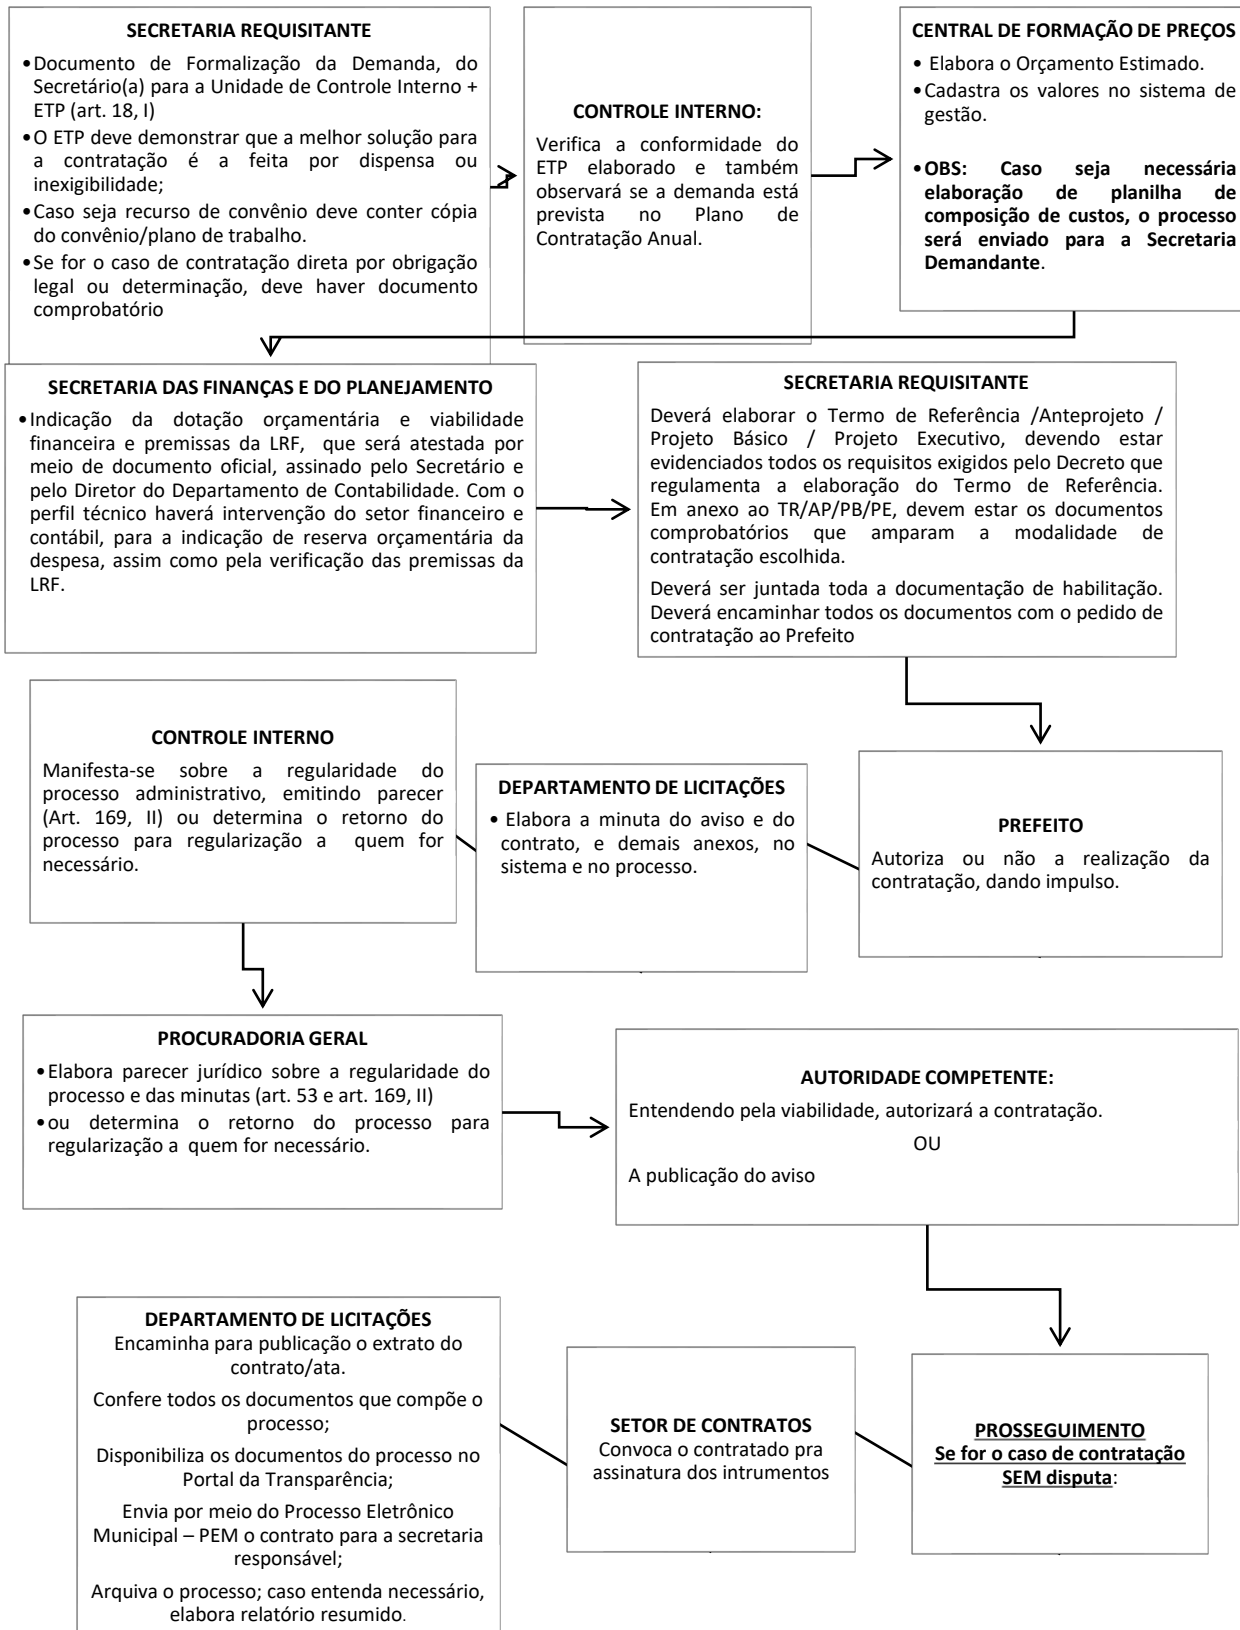 SECRETARIA REQUISITANTE
•Documento de Formalização da Demanda, do
Secretário(a) para a Unidade de Controle Interno +
ETP (art. 18, I)
•O ETP deve demonstrar que a melhor solução para
a contratação é a feita por dispensa ou
inexigibilidade;
•Caso seja recurso de convênio deve conter cópia
do convênio/plano de trabalho.
•Se for o caso de contratação direta por obrigação
legal ou determinação, deve haver documento
comprobatório
CONTROLE INTERNO:
Verifica a conformidade do
ETP elaborado e também
observará se a demanda está
prevista no Plano de
Contratação Anual.
CENTRAL DE FORMAÇÃO DE PREÇOS
• Elabora o Orçamento Estimado.
•Cadastra os valores no sistema de
gestão.
•OBS: Caso seja necessária
elaboração de planilha de
composição de custos, o processo
será enviado para a Secretaria
Demandante.
SECRETARIA DAS FINANÇAS E DO PLANEJAMENTO
•Indicação da dotação orçamentária e viabilidade
financeira e premissas da LRF, que será atestada por
meio de documento oficial, assinado pelo Secretário e
pelo Diretor do Departamento de Contabilidade. Com o
perfil técnico haverá intervenção do setor financeiro e
contábil, para a indicação de reserva orçamentária da
despesa, assim como pela verificação das premissas da
LRF.
SECRETARIA REQUISITANTE
Deverá elaborar o Termo de Referência /Anteprojeto /
Projeto Básico / Projeto Executivo, devendo estar
evidenciados todos os requisitos exigidos pelo Decreto que
regulamenta a elaboração do Termo de Referência.
Em anexo ao TR/AP/PB/PE, devem estar os documentos
comprobatórios que amparam a modalidade de
contratação escolhida.
Deverá ser juntada toda a documentação de habilitação.
Deverá encaminhar todos os documentos com o pedido de
contratação ao Prefeito
CONTROLE INTERNO
Manifesta-se sobre a regularidade do
processo administrativo, emitindo parecer
(Art. 169, II) ou determina o retorno do
processo para regularização a quem for
necessário.
DEPARTAMENTO DE LICITAÇÕES
• Elabora a minuta do aviso e do
contrato, e demais anexos, no
sistema e no processo.
PREFEITO
Autoriza ou não a realização da
contratação, dando impulso.
PROCURADORIA GERAL
•Elabora parecer jurídico sobre a regularidade do
processo e das minutas (art. 53 e art. 169, II)
•ou determina o retorno do processo para
regularização a quem for necessário.
AUTORIDADE COMPETENTE:
Entendendo pela viabilidade, autorizará a contratação.
OU
A publicação do aviso
DEPARTAMENTO DE LICITAÇÕES
Encaminha para publicação o extrato do
contrato/ata.
Confere todos os documentos que compõe o
processo;
Disponibiliza os documentos do processo no
Portal da Transparência;
Envia por meio do Processo Eletrônico
Municipal – PEM o contrato para a secretaria
responsável;
Arquiva o processo; caso entenda necessário,
elabora relatório resumido.
SETOR DE CONTRATOS
Convoca o contratado pra
assinatura dos intrumentos
PROSSEGUIMENTO
Se for o caso de contratação
SEM disputa: